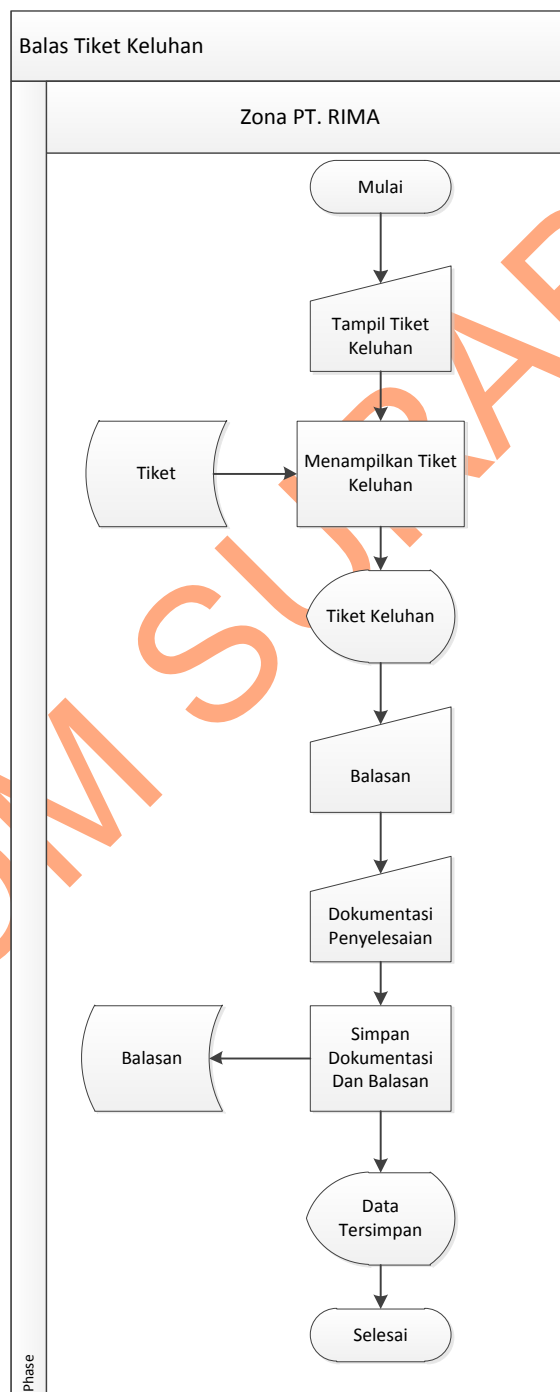 Balas Tiket Keluhan
Zona PT. RIMA
Mulai
Tampil Tiket
Keluhan
Tiket
Menampilkan Tiket
Keluhan
Tiket Keluhan
Balasan
Dokumentasi
Penyelesaian
Balasan
Simpan
Dokumentasi
Dan Balasan
Data
Tersimpan
Selesai
Phase